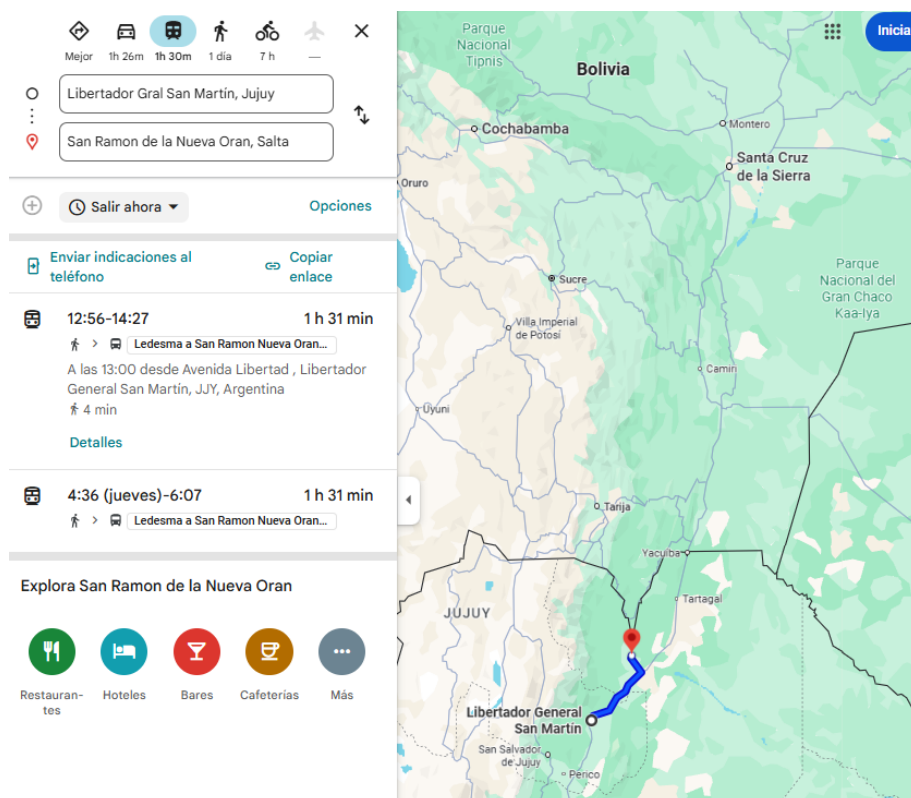 Mejor
1h 26m
1h 30m
1 día
7 h
—
Libertador Gral San Martín, Jujuy
San Ramon de la Nueva Oran, Salta
Salir ahora
Opciones
Enviar indicaciones al
teléfono
Copiar
enlace
12:56-14:27
1 h 31 min
Ledesma a San Ramon Nueva Oran...
A las 13:00 desde Avenida Libertad , Libertador
General San Martín, JJY, Argentina
4 min
Detalles
4:36 (jueves)-6:07
1 h 31 min
Ledesma a San Ramon Nueva Oran...
Explora San Ramon de la Nueva Oran
Restauran-
tes
Hoteles
Bares
Cafeterías
Más
Parque
Nacional
Tipnis
Inicia
Bolivia
Cochabamba
Montero
Santa Cruz
de la Sierra
Oruro
Sucre
Parque
Nacional del
Gran Chaco
Kaa-Iya
Villa Imperial
de Potosí
Camiri
Uyuni
Tarija
Yacuiba
Tartagal
JUJUY
Libertador General
San Martín
San Salvador
de Jujuy
Perico